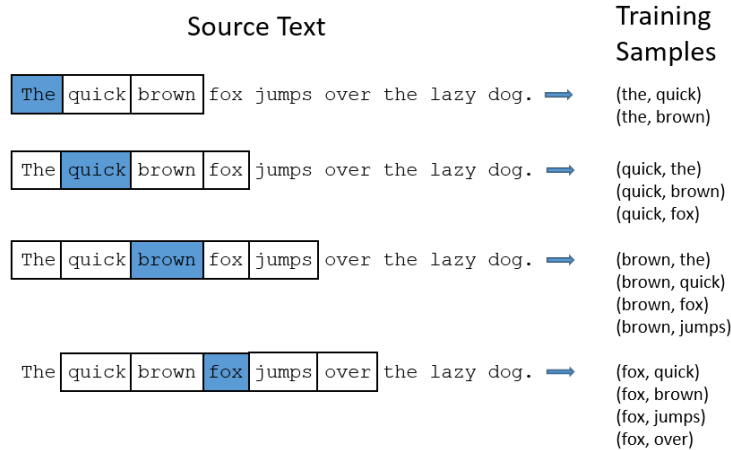 Source Text
Training
Samples
The quick brown fox jumps over the lazy dog.
(the, quick)
(the, brown)
The quick brown fox jumps over the lazy dog.
(quick, the)
(quick, brown)
(quick, fox)
The quick brown fox jumps over the lazy dog.
(brown, the)
(brown, quick)
(brown, fox)
(brown, jumps)
The quick brown fox jumps over the lazy dog.
(fox, quick)
(fox, brown)
(fox, jumps)
(fox, over)